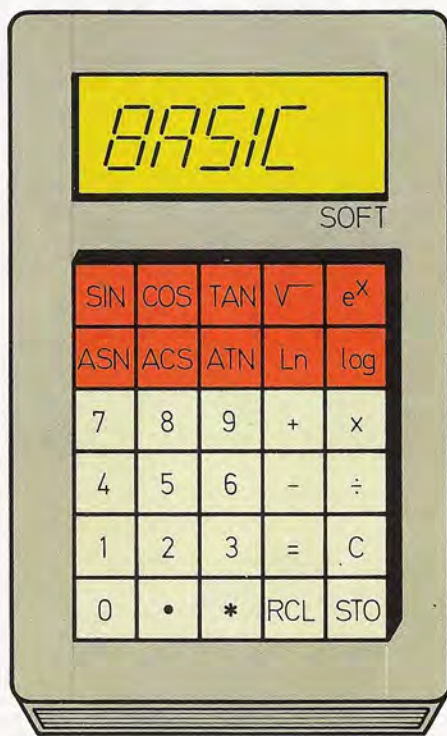 BASIC
SOFT
SIN COS TAN √‾ eˣ
ASN ACS ATN Ln log
7 8 9 + x
4 5 6 - ÷
1 2 3 = C
0 • * RCL STO